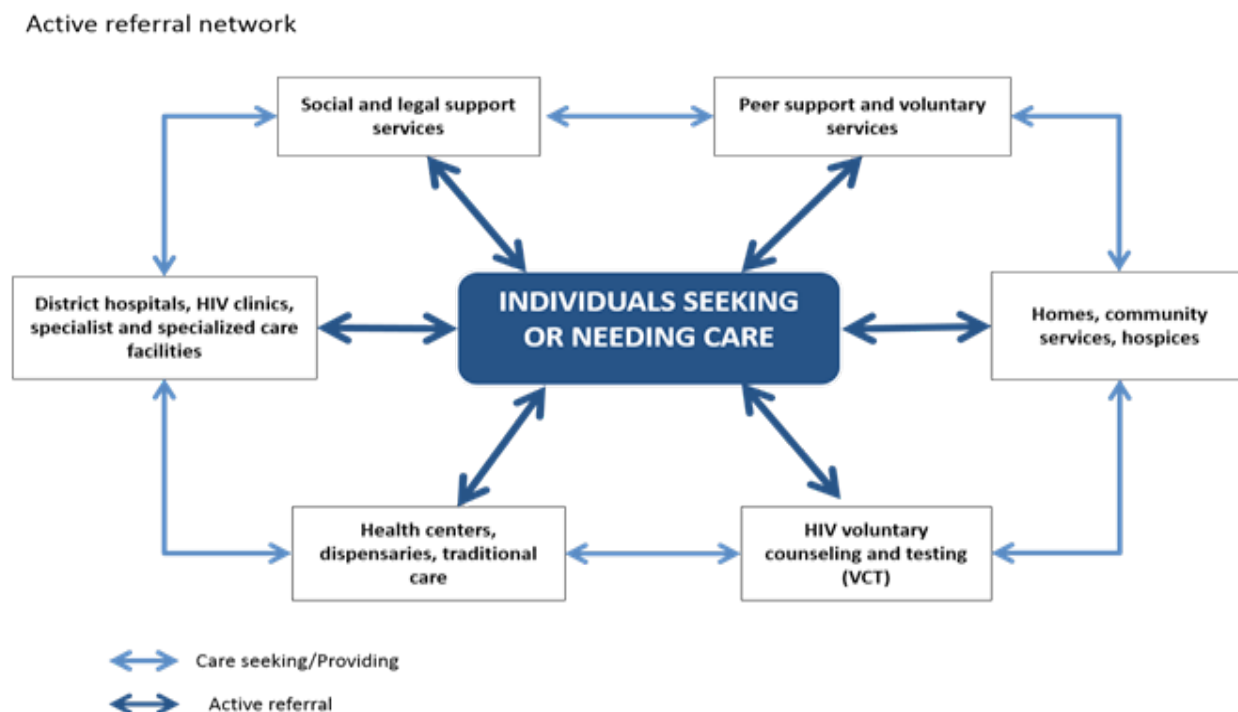 Active referral network
Social and legal support
services
Peer support and voluntary
services
District hospitals, HIV clinics,
specialist and specialized care
facilities
INDIVIDUALS SEEKING
OR NEEDING CARE
Homes, community
services, hospices
Health centers,
dispensaries, traditional
care
HIV voluntary
counseling and testing
(VCT)
Care seeking/Providing
Active referral